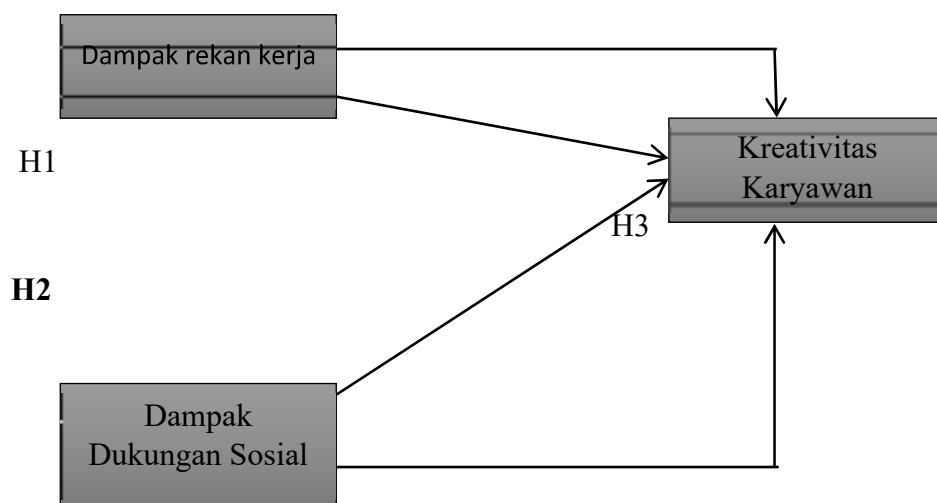 Dampak rekan kerja
H1
Kreativitas
Karyawan
H3
H2
Dampak
Dukungan Sosial